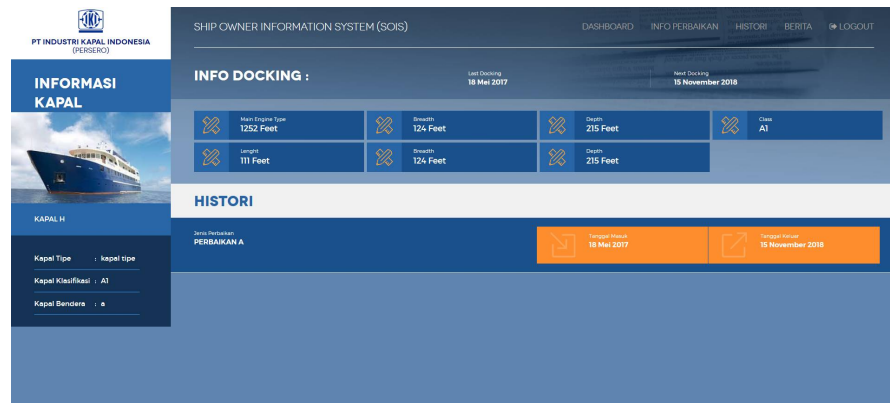 PT INDUSTRI KAPAL INDONESIA
(PERSERO)
SHIP OWNER INFORMATION SYSTEM (SOIS)
DASHBOARD
INFO PERBAIKAN
HISTORI
BERITA
LOGOUT
INFORMASI
KAPAL
KAPAL H
Kapal Tipe : kapal tipe
Kapal Klasifikasi : A1
Kapal Bendera : a
INFO DOCKING :
Last Docking
18 Mei 2017
Next Docking
15 November 2018
Main Engine Type
1252 Feet
Breadth
124 Feet
Depth
215 Feet
Class
A1
Lenght
111 Feet
Breadth
124 Feet
Depth
215 Feet
HISTORI
Jenis Perbaikan
PERBAIKAN A
Tanggal Masuk
18 Mei 2017
Tanggal Keluar
15 November 2018